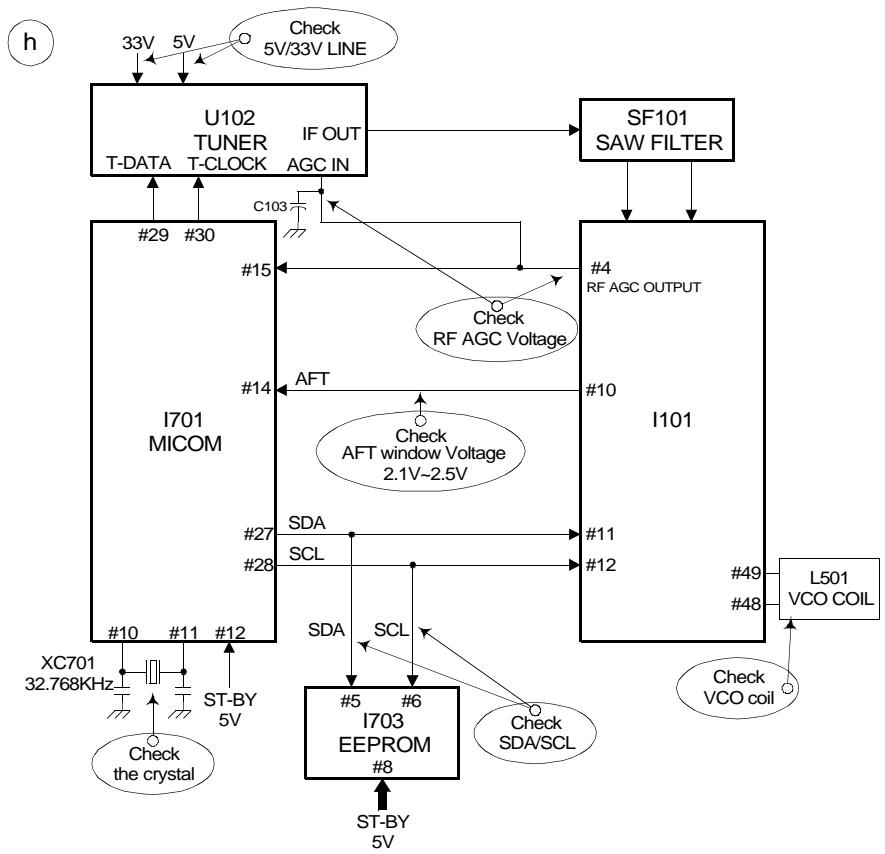 h
33V
5V
Check
5V/33V LINE
U102
TUNER
IF OUT
T-DATA
T-CLOCK
AGC IN
SF101
SAW FILTER
C103
#29
#30
#15
#4
RF AGC OUTPUT
Check
RF AGC Voltage
#14
AFT
#10
I701
MICOM
Check
AFT window Voltage
2.1V~2.5V
I101
#27
SDA
#11
#28
SCL
#12
#49
#48
L501
VCO COIL
#10
#11
#12
SDA
SCL
XC701
32.768KHz
ST-BY
5V
Check
VCO coil
#5
#6
I703
EEPROM
#8
Check
SDA/SCL
Check
the crystal
ST-BY
5V